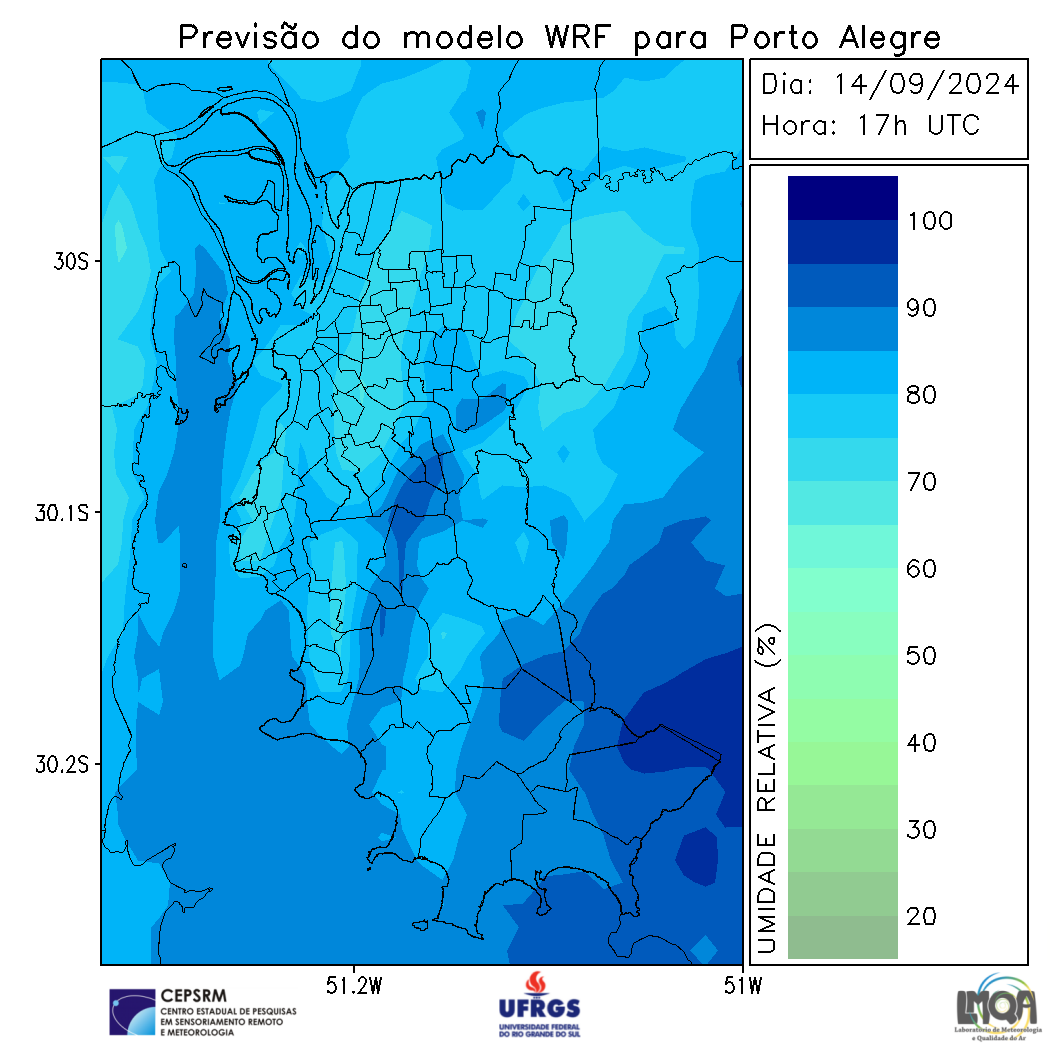 Previsão do modelo WRF para Porto Alegre
Dia: 14/09/2024
Hora: 17h UTC
100
90
80
70
60
50
40
30
20
UMIDADE RELATIVA (%)
30S
30.1S
30.2S
51.2W
51W
CEPSRM
CENTRO ESTADUAL DE PESQUISAS
EM SENSORIAMENTO REMOTO
E METEOROLOGIA
UFRGS
UNIVERSIDADE FEDERAL
DO RIO GRANDE DO SUL
LMQA
Laboratório de Meteorologia
e Qualidade do Ar